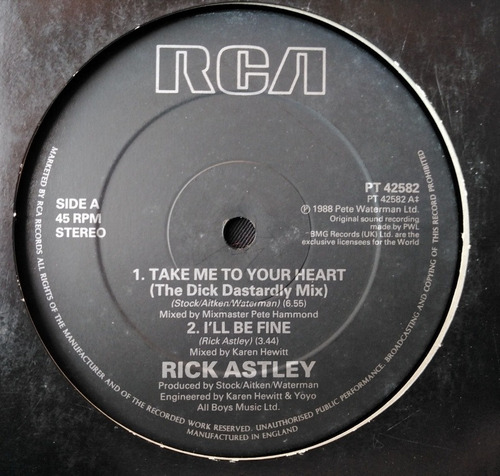 RCA
SIDE A
45 RPM
STEREO
PT 42582
PT 42582 A‡
℗ 1988 Pete Waterman Ltd.
Original sound recording
made by PWL
BMG Records (UK) Ltd. are the
exclusive licensees for the World
1. TAKE ME TO YOUR HEART
(The Dick Dastardly Mix)
(Stock/Aitken/Waterman) (6.55)
Mixed by Mixmaster Pete Hammond
2. I'LL BE FINE
(Rick Astley) (3.44)
Mixed by Karen Hewitt
RICK ASTLEY
Produced by Stock/Aitken/Waterman
Engineered by Karen Hewitt & Yöyo
All Boys Music Ltd.
MARKETED BY RCA RECORDS ALL RIGHTS OF THE MANUFACTURER AND OF THE RECORDED WORK RESERVED. UNAUTHORISED PUBLIC PERFORMANCE, BROADCASTING AND COPYING OF THIS RECORD PROHIBITED
MANUFACTURED IN ENGLAND